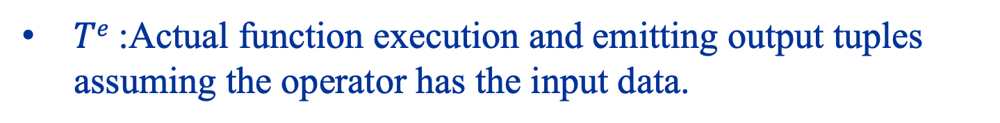 • Tᵉ :Actual function execution and emitting output tuples
assuming the operator has the input data.